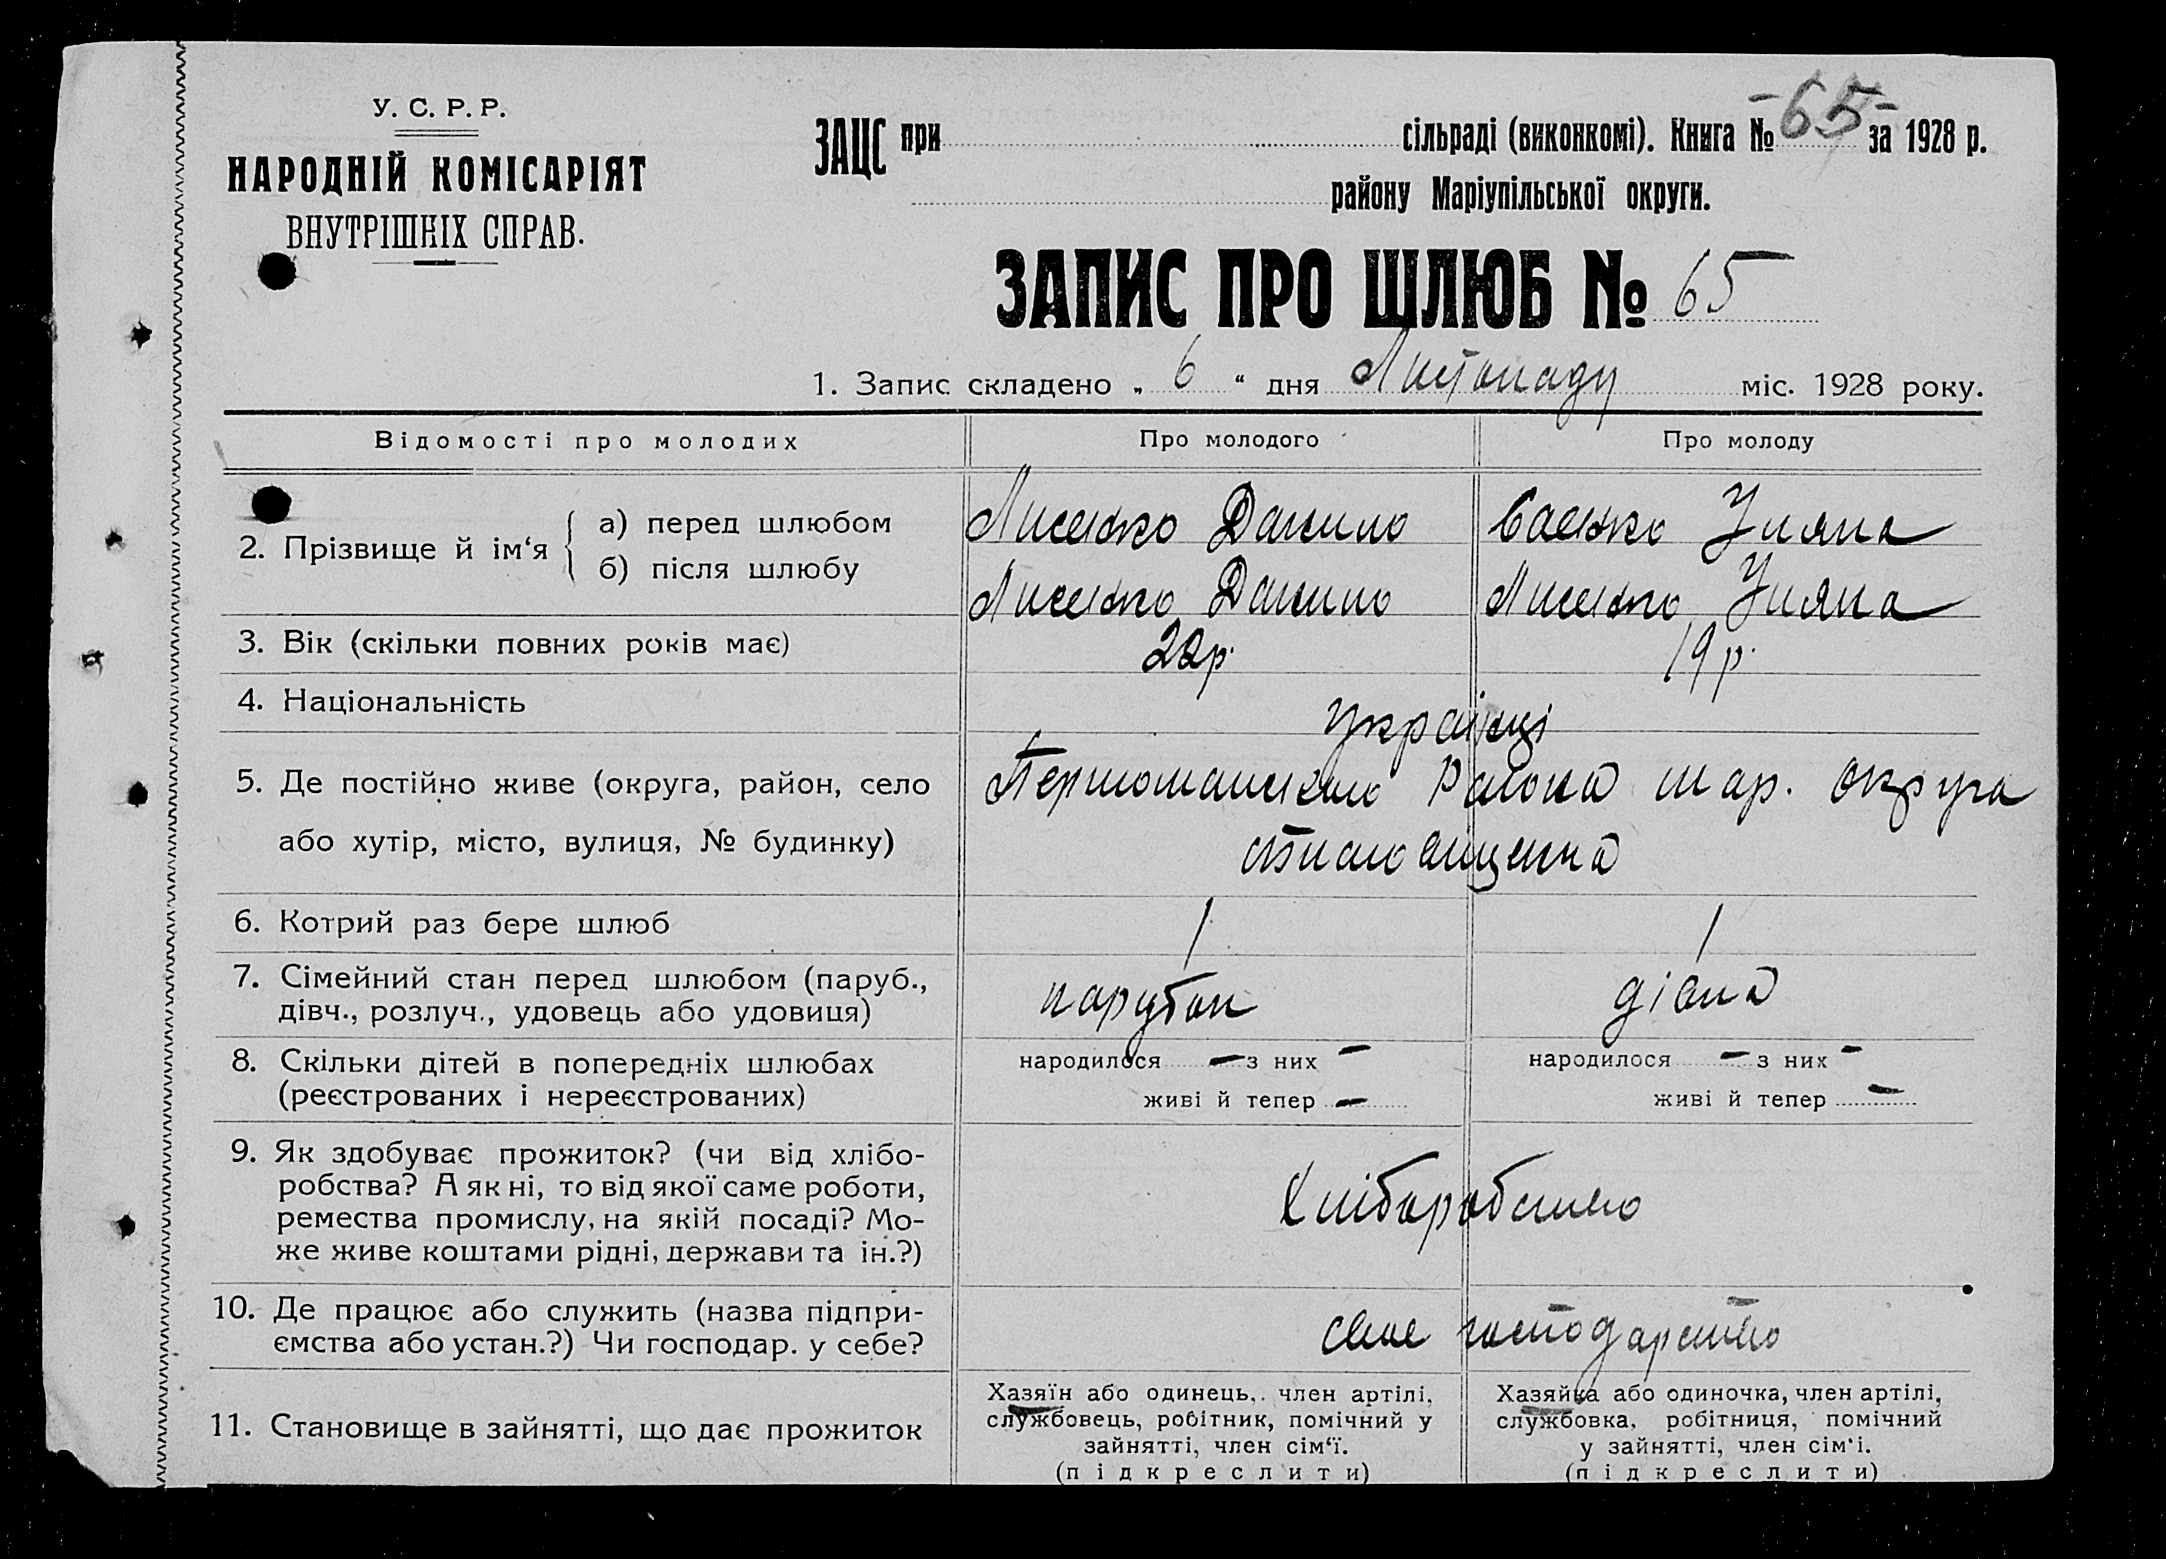 У. С. Р. Р.
НАРОДНІЙ КОМІСАРІЯТ
ВНУТРІШНІХ СПРАВ.
ЗАЦС при сільраді (виконкомі). Книга № -65- за 1928 р.
району Маріупільської округи.
ЗАПИС ПРО ШЛЮБ № 65
1. Запис складено „ 6 “ дня Листопаду міс. 1928 року.
Відомості про молодих
Про молодого
Про молоду
2. Прізвище й ім‘я { а) перед шлюбом
б) після шлюбу
Лисенко Данило
Саенко Уляна
Лисенко Данило
Лисенко Уляна
3. Вік (скільки повних років має)
22р.
19р.
4. Національність
українці
5. Де постійно живе (округа, район, село
або хутір, місто, вулиця, № будинку)
района мар. округа
6. Котрий раз бере шлюб
1
1
7. Сімейний стан перед шлюбом (паруб.,
дівч., розлуч., удовець або удовиця)
парубок
дівка
8. Скільки дітей в попередніх шлюбах
(реєстрованих і нереєстрованих)
народилося — з них —
живі й тепер —
народилося — з них —
живі й тепер —
9. Як здобуває прожиток? (чи від хлібо-
робства? А як ні, то від якої саме роботи,
ремества промислу, на якій посаді? Мо-
же живе коштами рідні, держави та ін.?)
Хліборобство
10. Де працює або служить (назва підпри-
ємства або устан.?) Чи господар. у себе?
свое господарство
11. Становище в зайнятті, що дає прожиток
Хазяїн або одинець, член артілі,
службовець, робітник, помічний у
зайнятті, член сім‘ї.
(підкреслити)
Хазяйка або одиночка, член артілі,
службовка, робітниця, помічний
у зайнятті, член сім‘і.
(підкреслити)